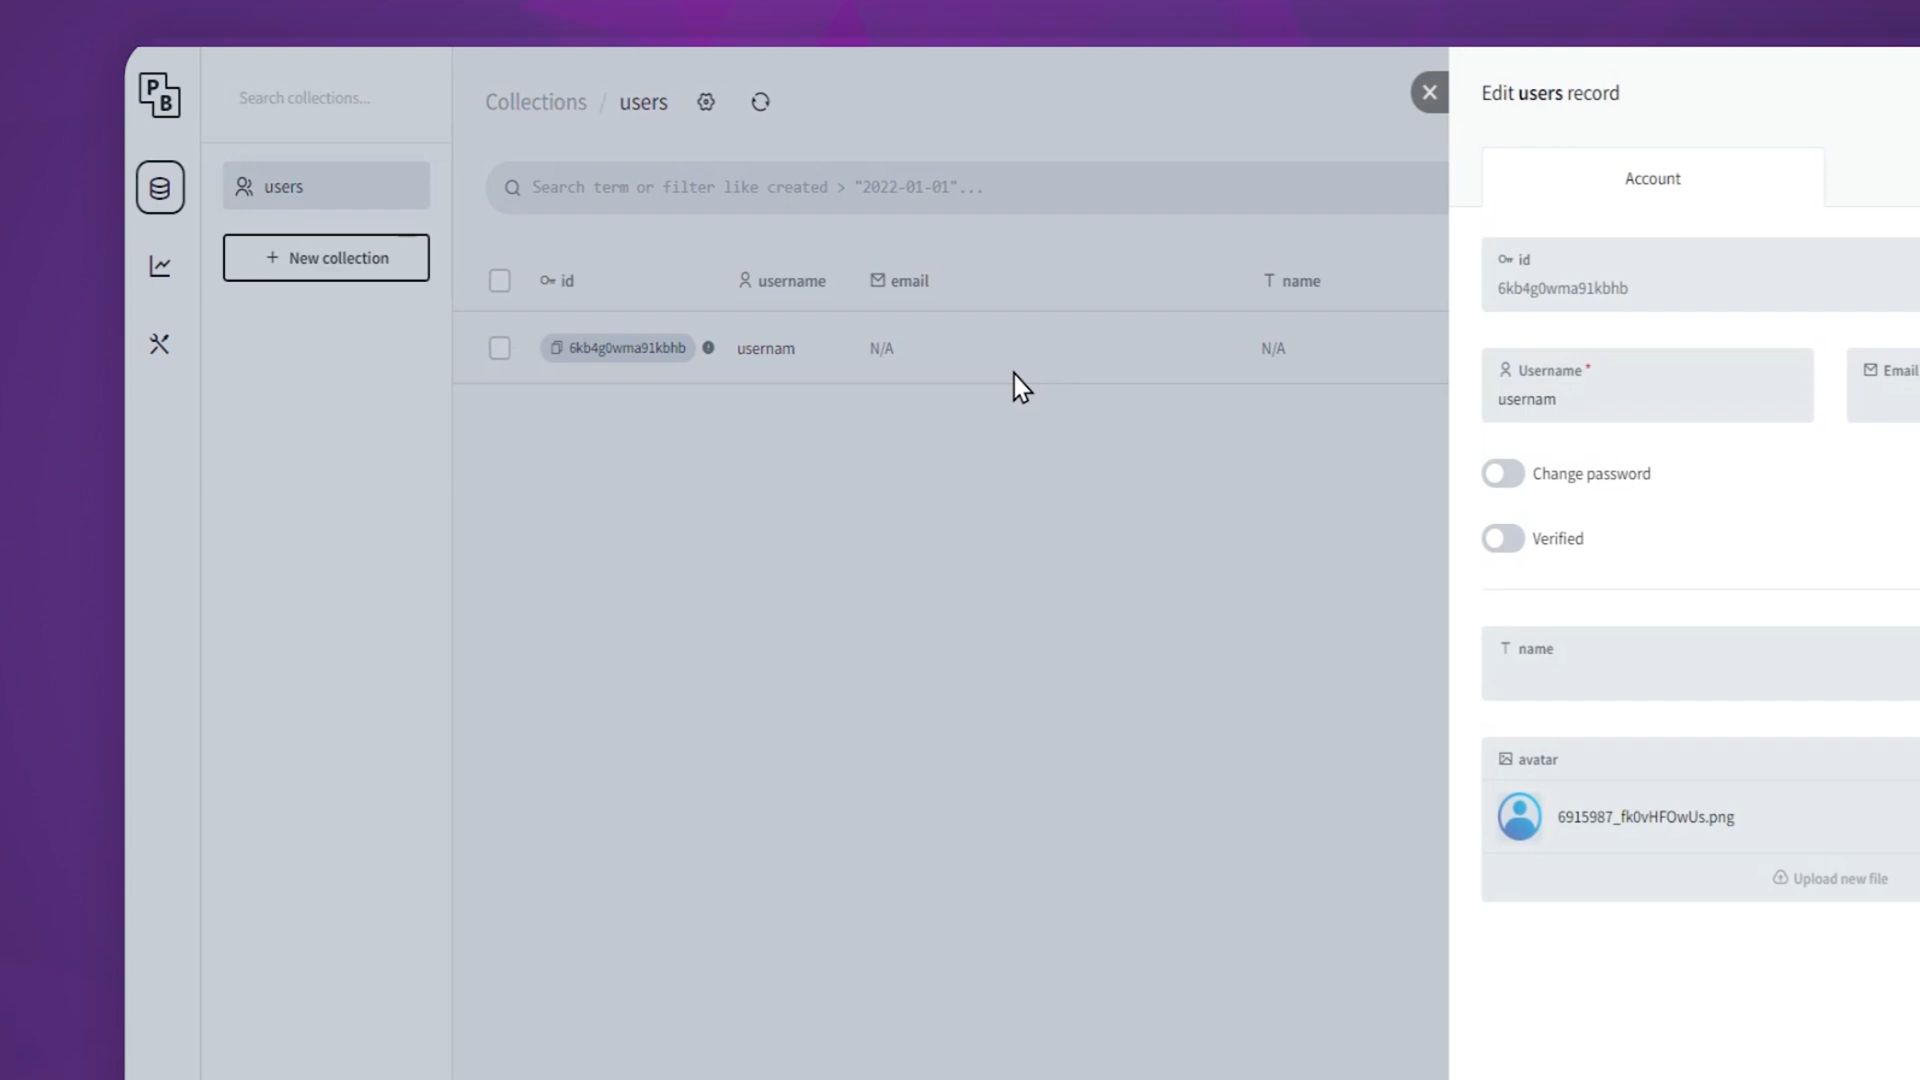 PB
Search collections...
users
+ New collection
Collections / users
Search term or filter like created > "2022-01-01"...
id username email name
6kb4g0wma91kbhb usernam N/A N/A
Edit users record
Account
id
6kb4g0wma91kbhb
Username *
usernam
Email
Change password
Verified
name
avatar
6915987_fk0vHFOwUs.png
Upload new file